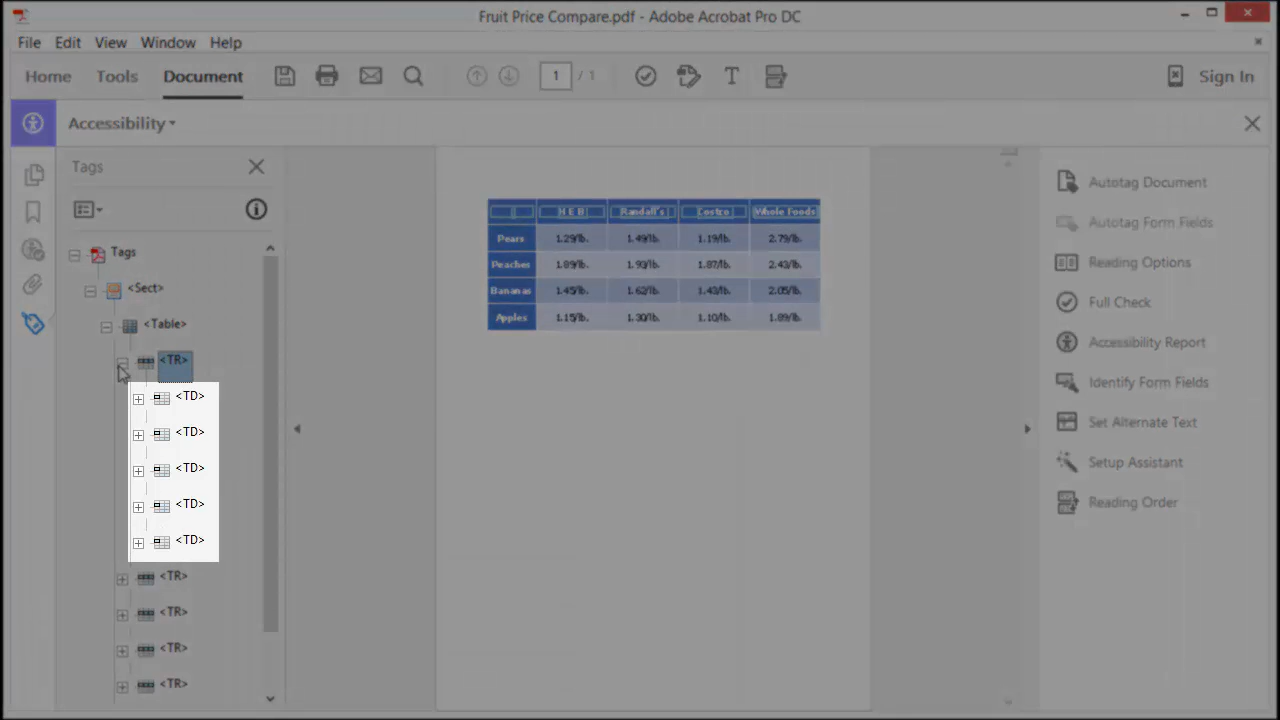 Fruit Price Compare.pdf - Adobe Acrobat Pro DC
File Edit View Window Help
Home Tools Document 1 / 1 Sign In
Accessibility
Tags
Tags
<Sect>
<Table>
<TR>
<TD>
<TD>
<TD>
<TD>
<TD>
<TR>
<TR>
<TR>
<TR>
H E B Randall's Costco Whole Foods
Pears 1.29/lb. 1.49/lb. 1.19/lb. 2.79/lb.
Peaches 1.89/lb. 1.93/lb. 1.87/lb. 2.43/lb.
Bananas 1.45/lb. 1.62/lb. 1.43/lb. 2.05/lb.
Apples 1.15/lb. 1.30/lb. 1.10/lb. 1.89/lb.
Autotag Document
Autotag Form Fields
Reading Options
Full Check
Accessibility Report
Identify Form Fields
Set Alternate Text
Setup Assistant
Reading Order